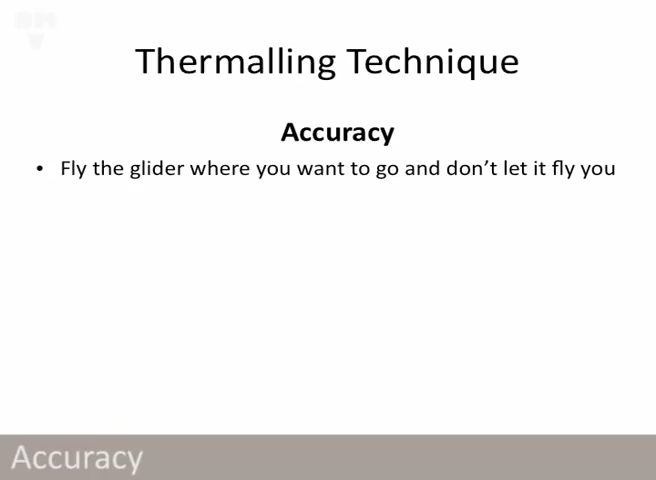 Thermalling Technique
Accuracy
• Fly the glider where you want to go and don't let it fly you
Accuracy